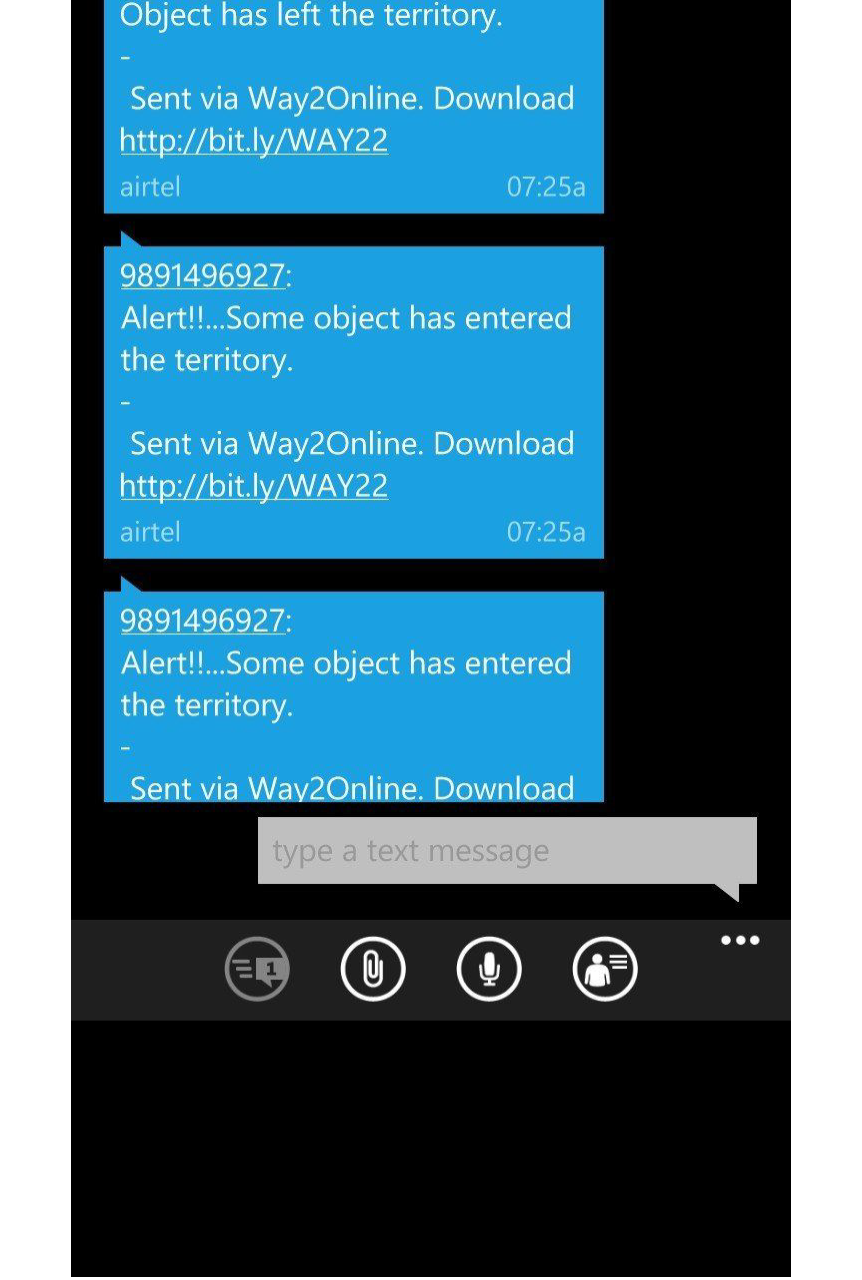 Object has left the territory.
-
Sent via Way2Online. Download
http://bit.ly/WAY22
airtel 07:25a
9891496927:
Alert!!...Some object has entered
the territory.
-
Sent via Way2Online. Download
http://bit.ly/WAY22
airtel 07:25a
9891496927:
Alert!!...Some object has entered
the territory.
-
Sent via Way2Online. Download
type a text message
1